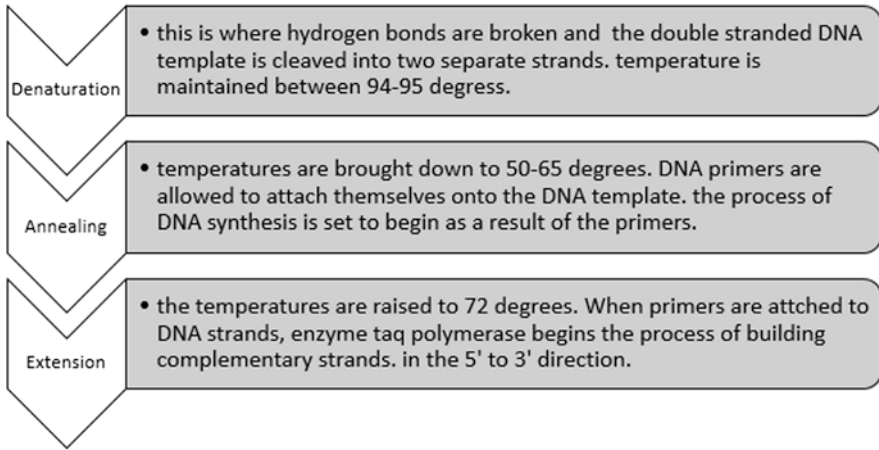 Denaturation
• this is where hydrogen bonds are broken and  the double stranded DNA
template is cleaved into two separate strands. temperature is
maintained between 94-95 degress.
Annealing
• temperatures are brought down to 50-65 degrees. DNA primers are
allowed to attach themselves onto the DNA template. the process of
DNA synthesis is set to begin as a result of the primers.
Extension
• the temperatures are raised to 72 degrees. When primers are attched to
DNA strands, enzyme taq polymerase begins the process of building
complementary strands. in the 5' to 3' direction.